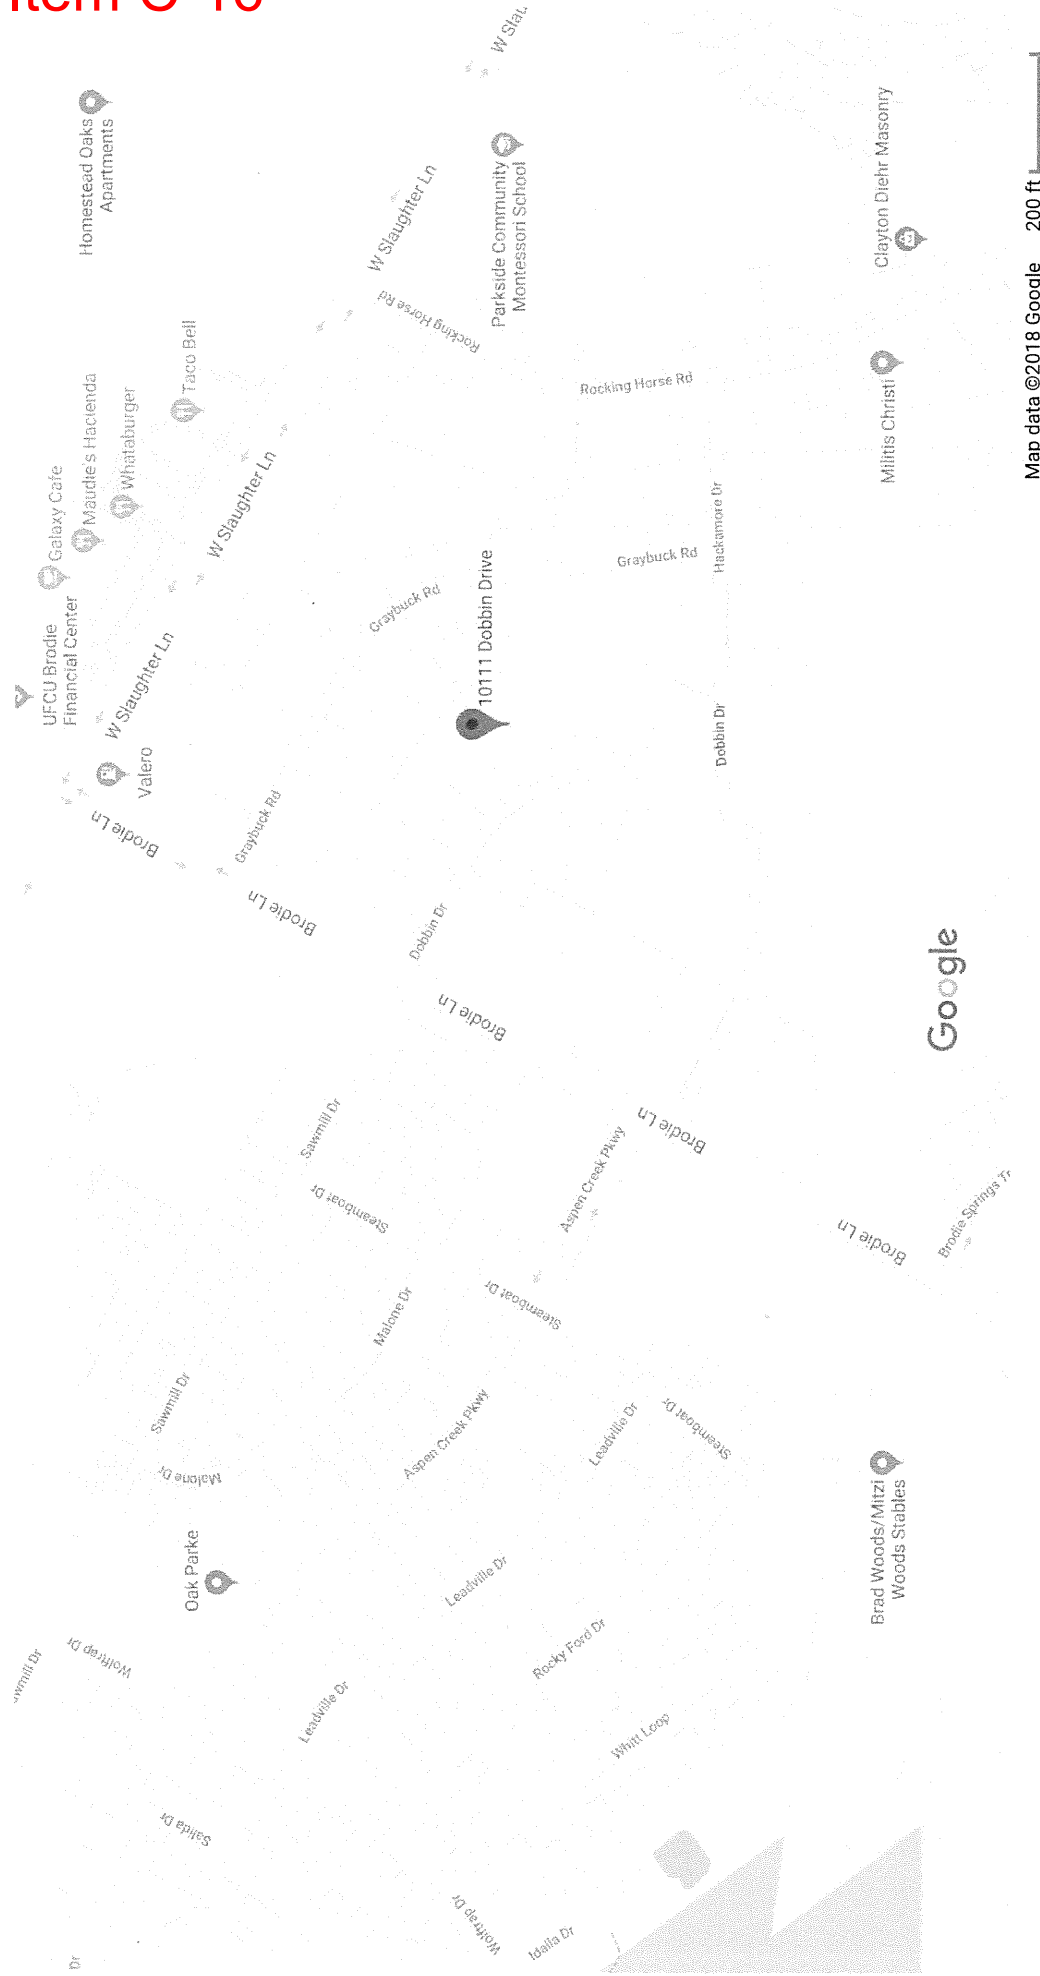 Item C-10
Homestead Oaks
Apartments
W Slau
W Slaughter Ln
Parkside Community
Montessori School
Clayton Diehr Masonry
200 ft
Map data ©2018 Google
Rocking Horse Rd
Rocking Horse Rd
Taco Bell
Maudie's Hacienda
Whataburger
Galaxy Cafe
UFCU Brodie
Financial Center
W Slaughter Ln
W Slaughter Ln
Militis Christi
Hackamore Dr
Graybuck Rd
Graybuck Rd
10111 Dobbin Drive
Dobbin Dr
Valero
Brodie Ln
Graybuck Rd
Brodie Ln
Dobbin Dr
Brodie Ln
Google
Sawmill Dr
Steamboat Dr
Aspen Creek Pkwy
Brodie Ln
Brodie Ln
Brodie Springs Tr
Malone Dr
Steamboat Dr
Sawmill Dr
Malone Dr
Aspen Creek Pkwy
Leadville Dr
Steamboat Dr
Oak Parke
Brad Woods/Mitzi
Woods Stables
Leadville Dr
Rocky Ford Dr
Wolftrap Dr
wmill Dr
Leadville Dr
Whitt Loop
Salida Dr
Wolftrap Dr
Idalia Dr
Dr